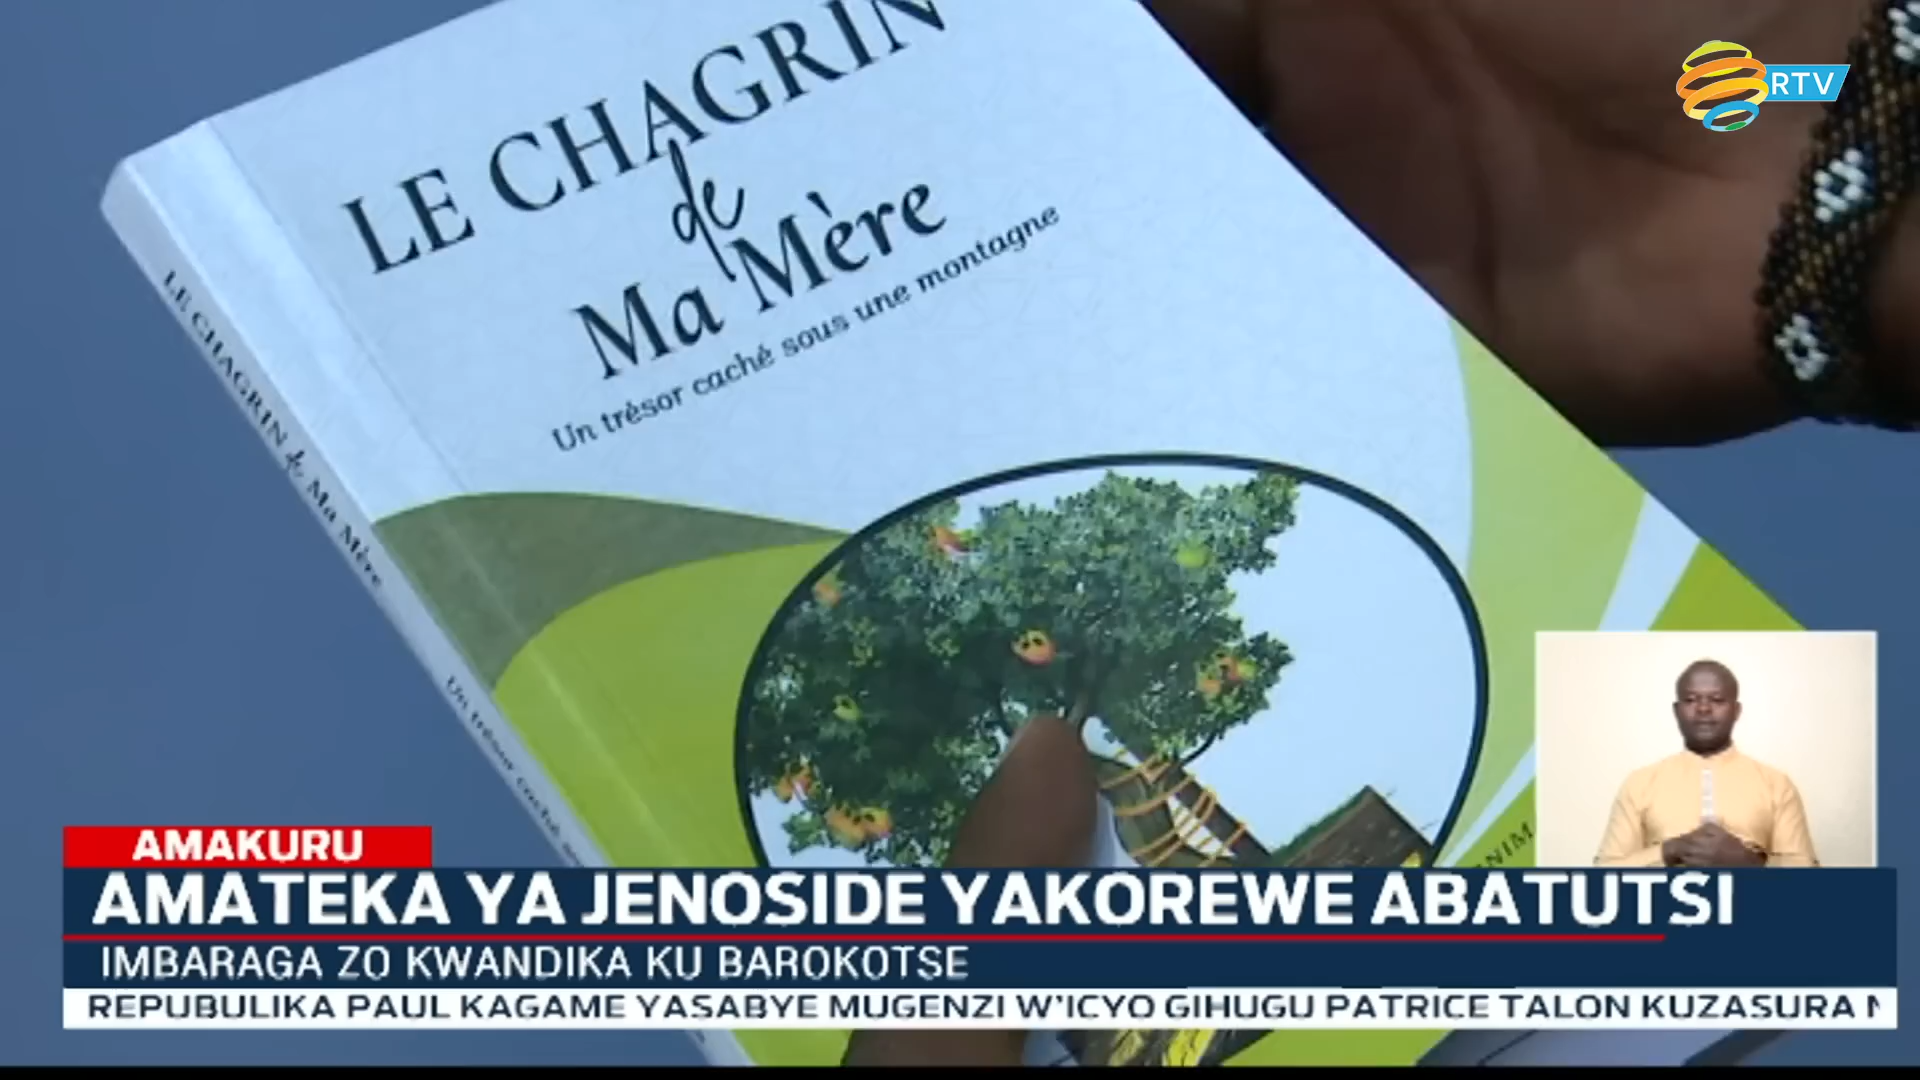 LE CHAGRIN
de
Ma Mère
Un trésor caché sous une montagne
LE CHAGRIN de Ma Mère
Un trésor caché
RTV
AMAKURU
AMATEKA YA JENOSIDE YAKOREWE ABATUTSI
IMBARAGA ZO KWANDIKA KU BAROKOTSE
REPUBULIKA PAUL KAGAME YASABYE MUGENZI W'ICYO GIHUGU PATRICE TALON KUZASURA